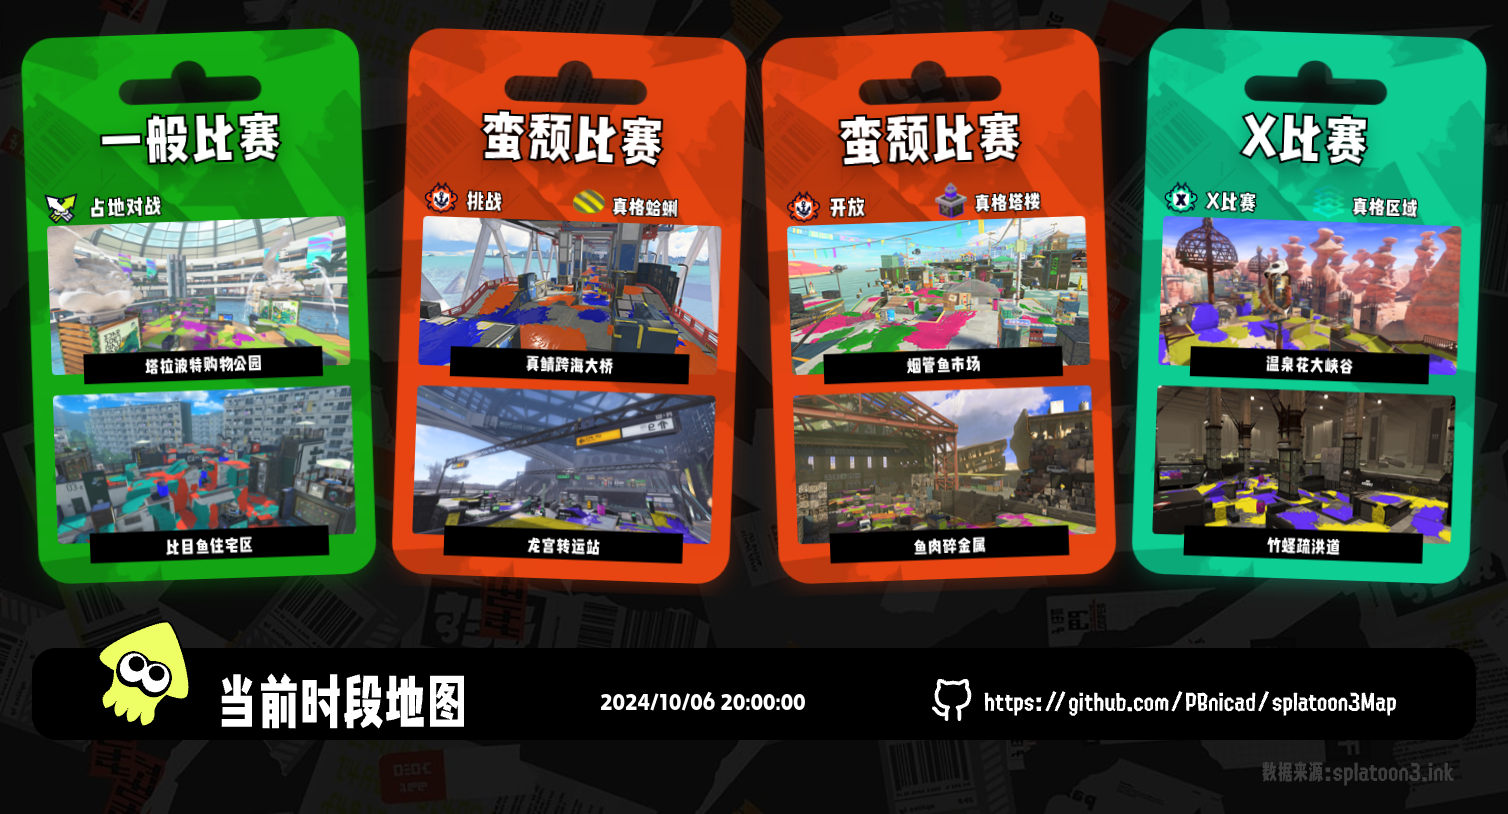 一般比赛
占地对战
塔拉波特购物公园
比目鱼住宅区
蛮颓比赛
挑战
真格蛤蜊
真鲭跨海大桥
龙宫转运站
蛮颓比赛
开放
真格塔楼
烟管鱼市场
鱼肉碎金属
X比赛
X比赛
真格区域
温泉花大峡谷
竹蛏疏洪道
当前时段地图
2024/10/06 20:00:00
https://github.com/PBnicad/splatoon3Map
数据来源:splatoon3.ink